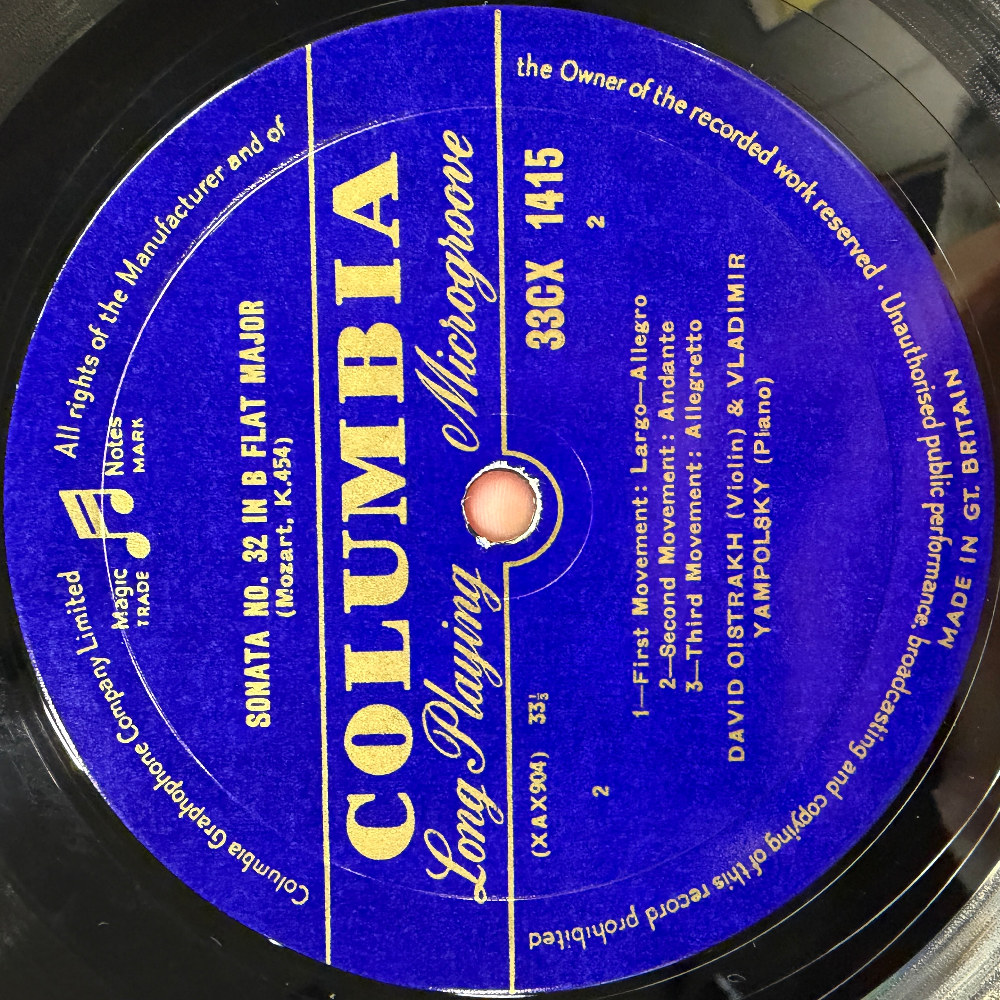 Columbia Graphophone Company Limited
All rights of the Manufacturer and of
the Owner of the recorded work reserved · Unauthorised public performance, broadcasting and copying of this record prohibited
Magic Notes
TRADE MARK
SONATA NO. 32 IN B FLAT MAJOR
(Mozart, K.454)
COLUMBIA
Long Playing Microgroove
(XAX904) 33⅓ 33CX 1415
2 2
1—First Movement: Largo—Allegro
2—Second Movement: Andante
3—Third Movement: Allegretto
DAVID OISTRAKH (Violin) & VLADIMIR
YAMPOLSKY (Piano)
MADE IN GT. BRITAIN